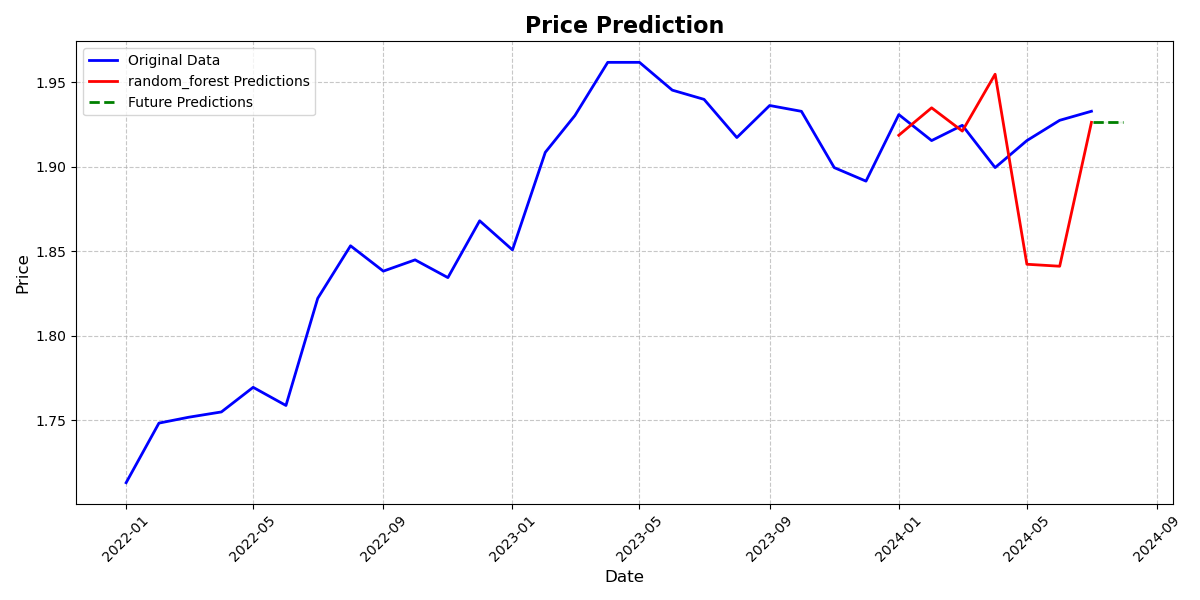 Price Prediction
Original Data
random_forest Predictions
Future Predictions
Price
1.95
1.90
1.85
1.80
1.75
2022-01
2022-05
2022-09
2023-01
2023-05
2023-09
2024-01
2024-05
2024-09
Date